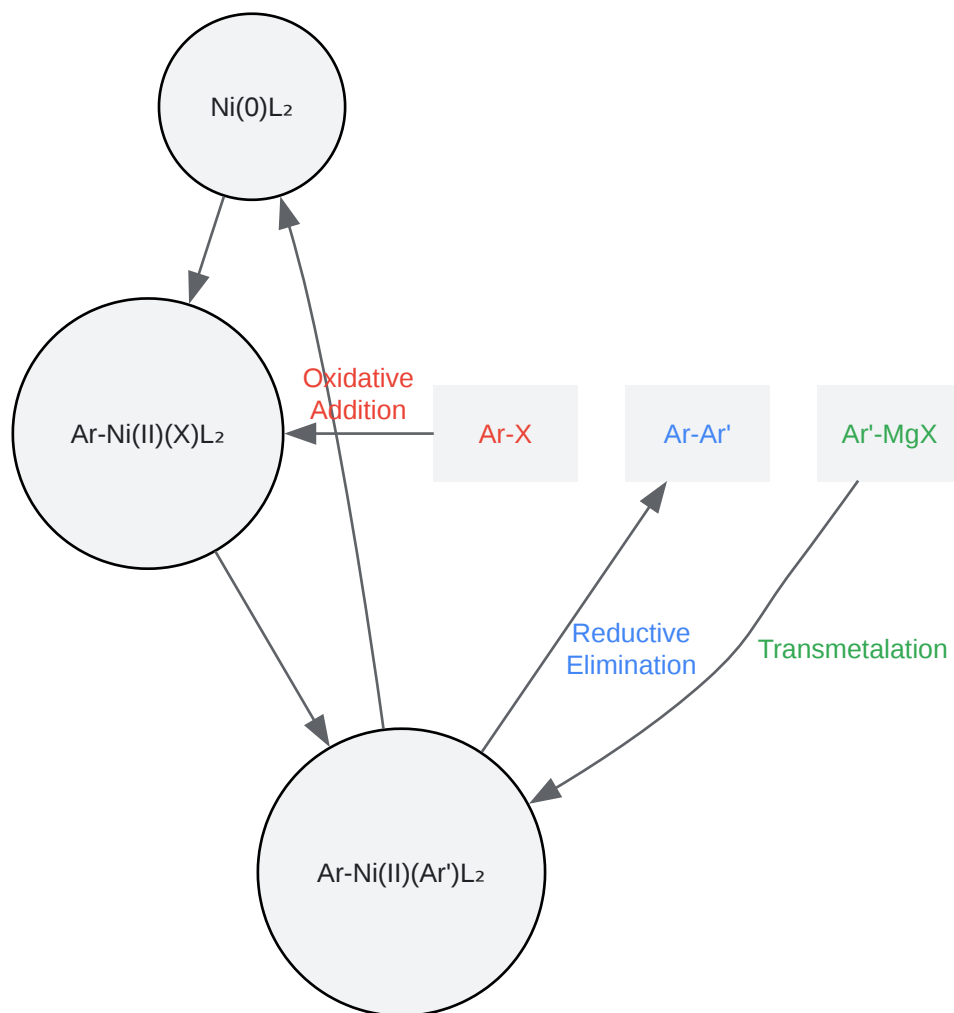 Ni(0)L₂
Oxidative
Addition
Ar-Ni(II)(X)L₂
Ar-X
Ar-Ar'
Ar'-MgX
Reductive
Elimination
Transmetalation
Ar-Ni(II)(Ar')L₂